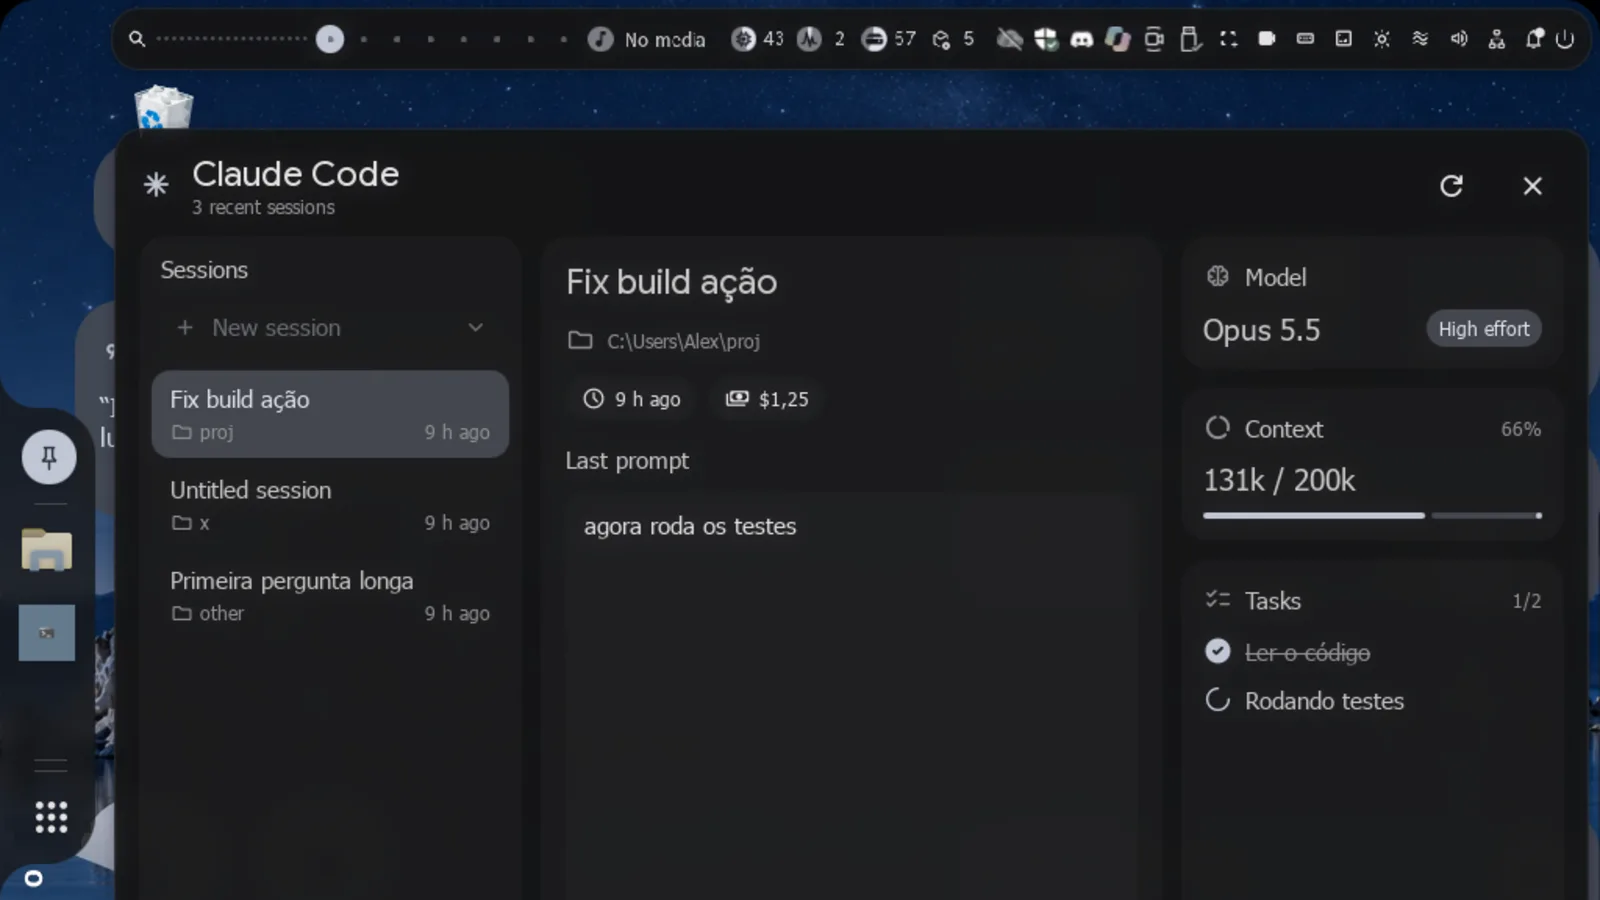 No media
43
2
57
5
Claude Code
3 recent sessions
Sessions
New session
Fix build ação
proj
9 h ago
Untitled session
x
9 h ago
Primeira pergunta longa
other
9 h ago
Fix build ação
C:\Users\Alex\proj
9 h ago
$1,25
Last prompt
agora roda os testes
Model
Opus 5.5
High effort
Context
66%
131k / 200k
Tasks
1/2
Ler o código
Rodando testes